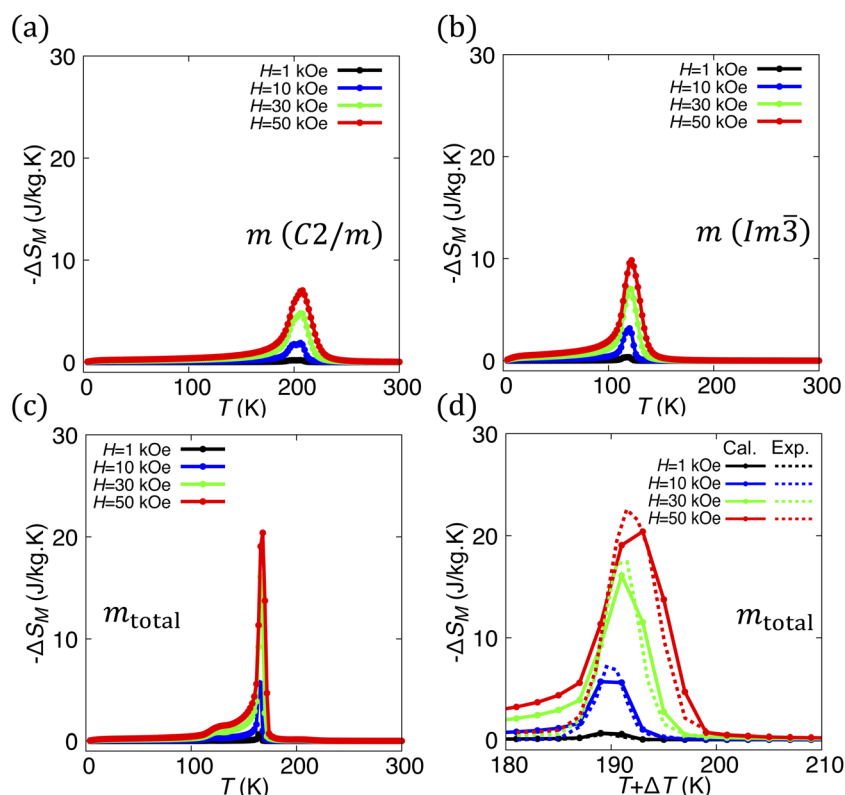 (a)
30
20
10
0
-ΔS_M (J/kg.K)
H=1 kOe
H=10 kOe
H=30 kOe
H=50 kOe
m (C2/m)
0 100 200 300
T (K)
(b)
30
20
10
0
-ΔS_M (J/kg.K)
H=1 kOe
H=10 kOe
H=30 kOe
H=50 kOe
m (Im3̅)
0 100 200 300
T (K)
(c)
30
20
10
0
-ΔS_M (J/kg.K)
H=1 kOe
H=10 kOe
H=30 kOe
H=50 kOe
m_total
0 100 200 300
T (K)
(d)
30
20
10
0
-ΔS_M (J/kg.K)
Cal. Exp.
H=1 kOe
H=10 kOe
H=30 kOe
H=50 kOe
m_total
180 190 200 210
T+ΔT (K)